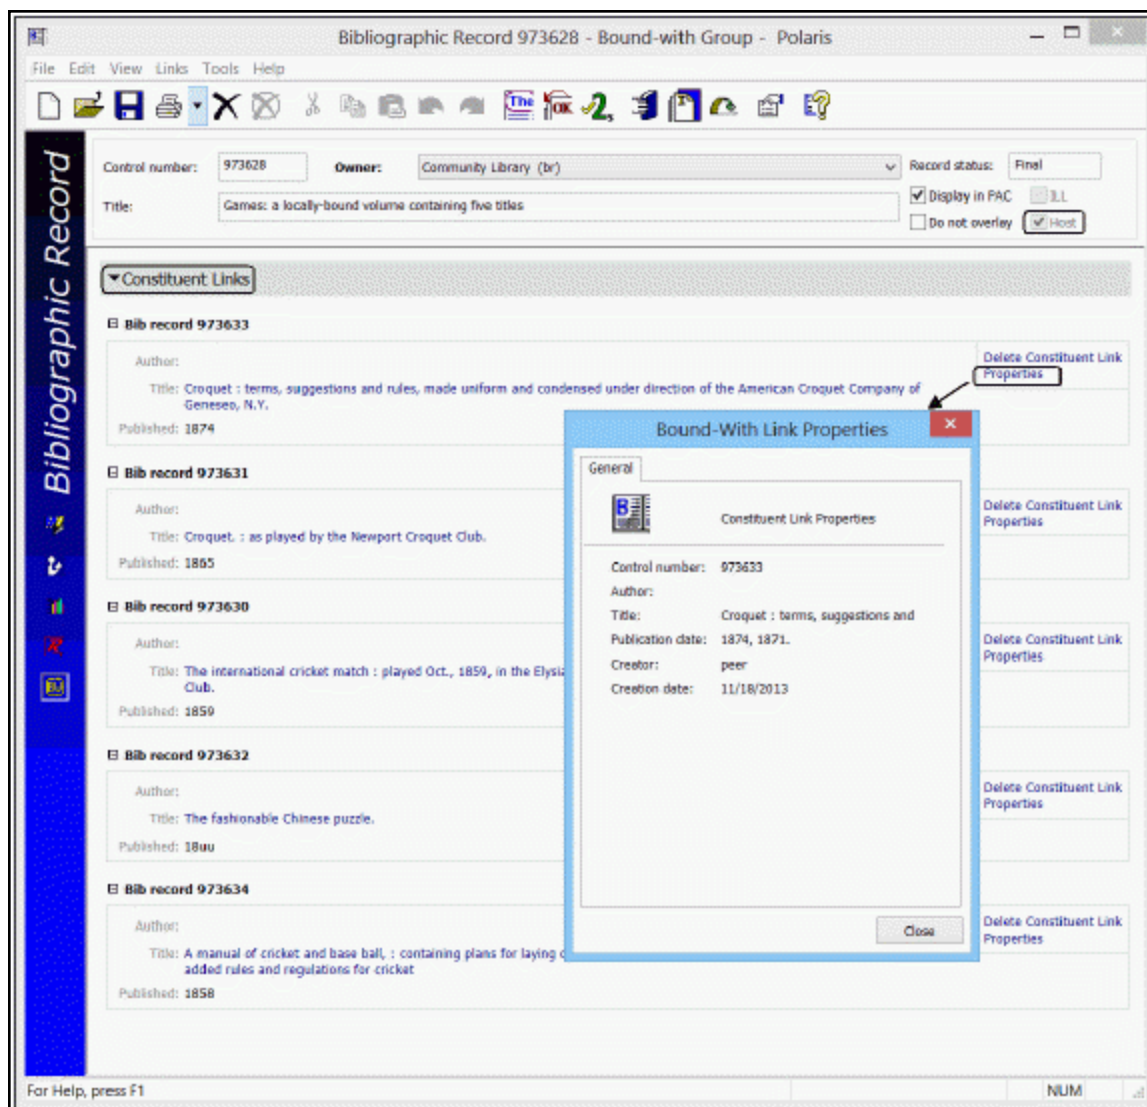 Bibliographic Record 973628 - Bound-with Group - Polaris
File Edit View Links Tools Help
Bibliographic Record
Control number: 973628 Owner: Community Library (br) Record status: Final
Title: Games: a locally-bound volume containing five titles
Display in PAC ILL
Do not overlay Host
Constituent Links
Bib record 973633
Author:
Title: Croquet : terms, suggestions and rules, made uniform and condensed under direction of the American Croquet Company of
Geneseo, N.Y.
Published: 1874
Delete Constituent Link
Properties
Bib record 973631
Author:
Title: Croquet. : as played by the Newport Croquet Club.
Published: 1865
Delete Constituent Link
Properties
Bib record 973630
Author:
Title: The international cricket match : played Oct., 1859, in the Elysia
Club.
Published: 1859
Delete Constituent Link
Properties
Bib record 973632
Author:
Title: The fashionable Chinese puzzle.
Published: 18uu
Delete Constituent Link
Properties
Bib record 973634
Author:
Title: A manual of cricket and base ball, : containing plans for laying
added rules and regulations for cricket
Published: 1858
Delete Constituent Link
Properties
Bound-With Link Properties
General
Constituent Link Properties
Control number: 973633
Author:
Title: Croquet : terms, suggestions and
Publication date: 1874, 1871.
Creator: peer
Creation date: 11/18/2013
Close
For Help, press F1
NUM